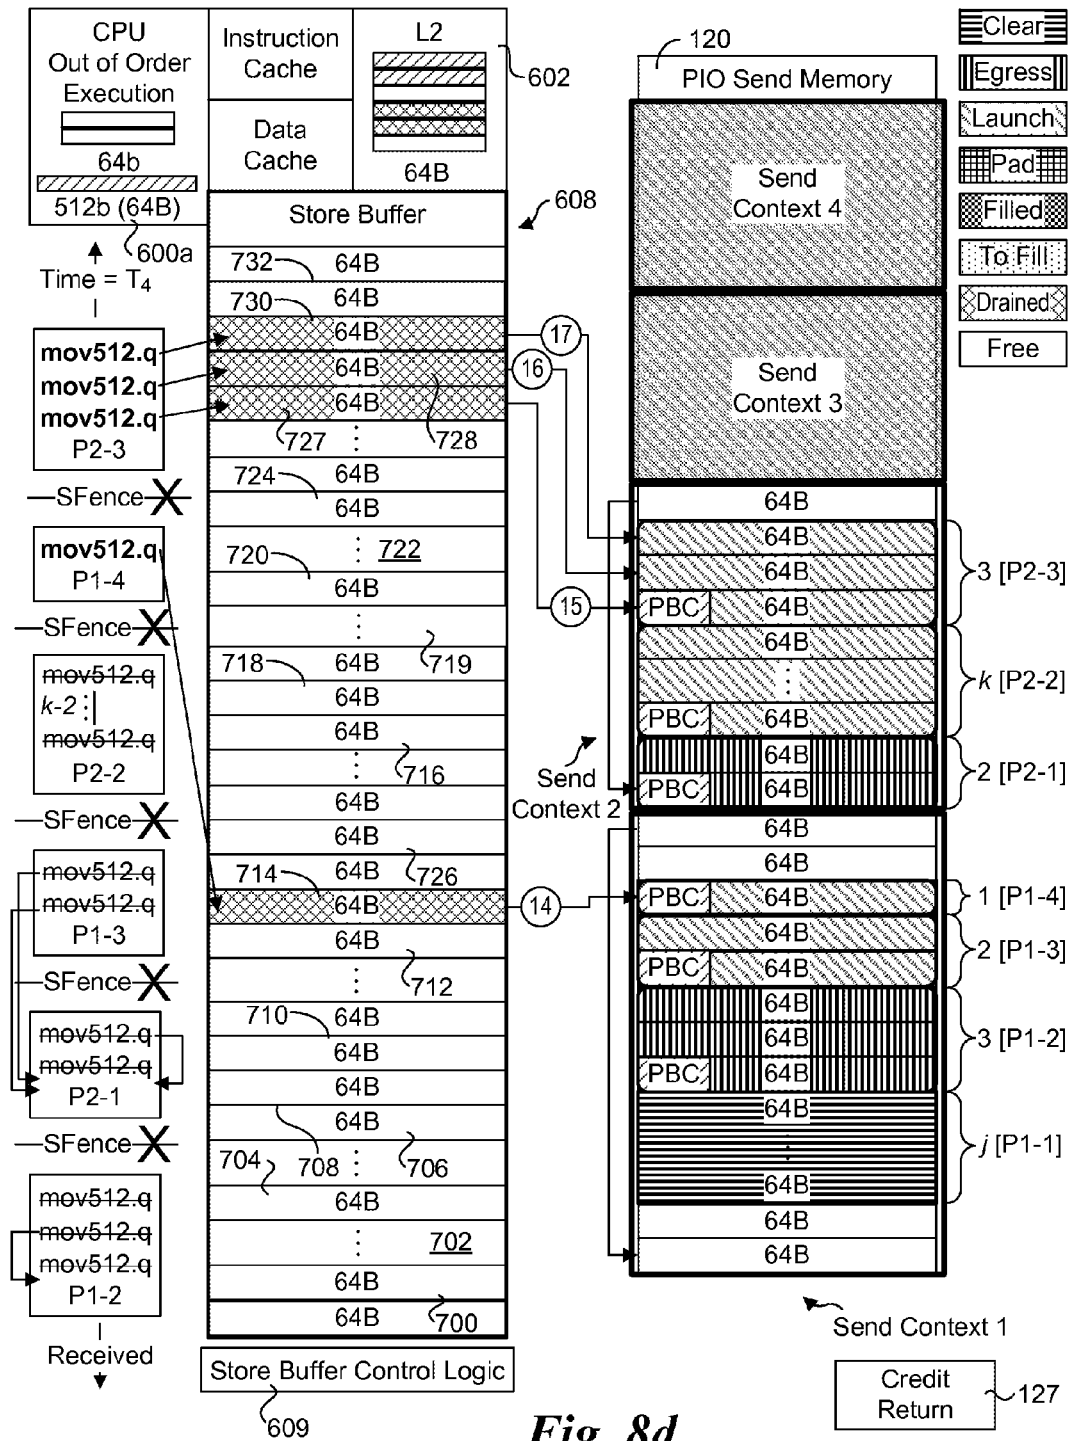 CPU
Out of Order
Execution
64b
512b (64B)
600a
Instruction
Cache
Data
Cache
L2
64B
602
Store Buffer
608
120
PIO Send Memory
Send
Context 4
Send
Context 3
Clear
Egress
Launch
Pad
Filled
To Fill
Drained
Free
Time = T4
mov512.q
mov512.q
mov512.q
P2-3
SFence
mov512.q
P1-4
SFence
mov512.q
k-2
mov512.q
P2-2
SFence
mov512.q
mov512.q
P1-3
SFence
mov512.q
mov512.q
P2-1
SFence
mov512.q
mov512.q
mov512.q
P1-2
Received
732
64B
730
64B
64B
17
64B
16
64B
727
728
15
64B
724
64B
722
720
64B
719
718
64B
64B
64B
716
64B
64B
726
714
64B
64B
14
64B
712
710
64B
64B
64B
64B
708
706
704
64B
702
64B
64B
700
Store Buffer Control Logic
609
64B
64B
64B
PBC
64B
3 [P2-3]
64B
PBC
64B
k [P2-2]
64B
PBC
64B
2 [P2-1]
Send
Context 2
64B
64B
PBC
64B
1 [P1-4]
64B
PBC
64B
2 [P1-3]
64B
64B
PBC
64B
3 [P1-2]
64B
64B
j [P1-1]
64B
64B
Send Context 1
Credit
Return
127
Fig. 8d